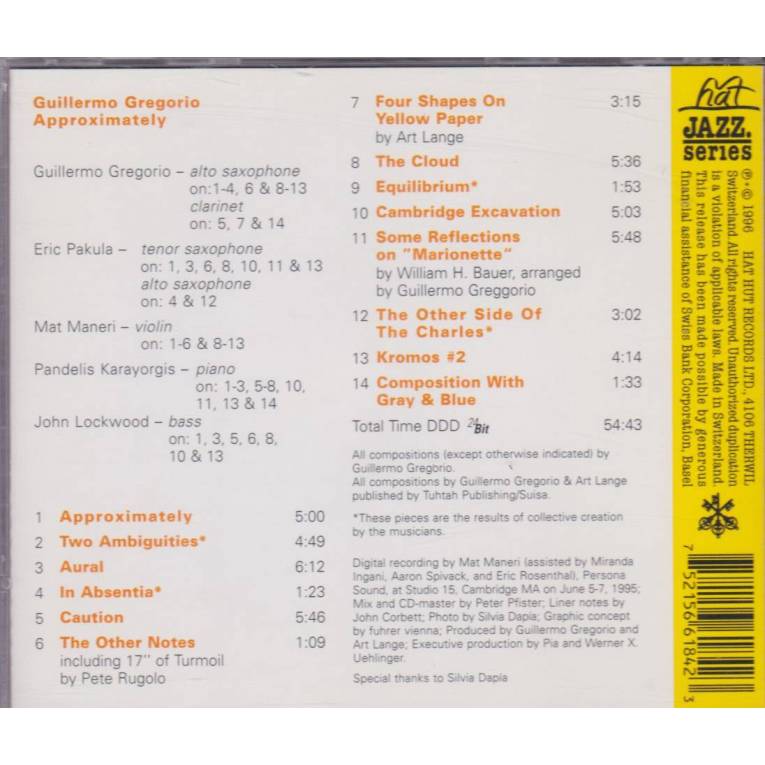 Guillermo Gregorio
Approximately
Guillermo Gregorio – alto saxophone
on:1-4, 6 & 8-13
clarinet
on: 5, 7 & 14
Eric Pakula – tenor saxophone
on: 1, 3, 6, 8, 10, 11 & 13
alto saxophone
on: 4 & 12
Mat Maneri – violin
on: 1-6 & 8-13
Pandelis Karayorgis – piano
on: 1-3, 5-8, 10,
11, 13 & 14
John Lockwood – bass
on: 1, 3, 5, 6, 8,
10 & 13
1 Approximately 5:00
2 Two Ambiguities* 4:49
3 Aural 6:12
4 In Absentia* 1:23
5 Caution 5:46
6 The Other Notes 1:09
including 17" of Turmoil
by Pete Rugolo
7 Four Shapes On 3:15
Yellow Paper
by Art Lange
8 The Cloud 5:36
9 Equilibrium* 1:53
10 Cambridge Excavation 5:03
11 Some Reflections 5:48
on "Marionette"
by William H. Bauer, arranged
by Guillermo Greggorio
12 The Other Side Of 3:02
The Charles*
13 Kromos #2 4:14
14 Composition With 1:33
Gray & Blue
Total Time DDD 24Bit 54:43
All compositions (except otherwise indicated) by
Guillermo Gregorio.
All compositions by Guillermo Gregorio & Art Lange
published by Tuhtah Publishing/Suisa.
*These pieces are the results of collective creation
by the musicians.
Digital recording by Mat Maneri (assisted by Miranda
Ingani, Aaron Spivack, and Eric Rosenthal), Persona
Sound, at Studio 15, Cambridge MA on June 5-7, 1995;
Mix and CD-master by Peter Pfister; Liner notes by
John Corbett; Photo by Silvia Dapia; Graphic concept
by fuhrer vienna; Produced by Guillermo Gregorio and
Art Lange; Executive production by Pia and Werner X.
Uehlinger.
Special thanks to Silvia Dapia
hat
JAZZ.
series
℗ • © 1996 HAT HUT RECORDS LTD., 4106 THERWIL
Switzerland. All rights reserved. Unauthorized duplication
is a violation of applicable laws. Made in Switzerland.
This release has been made possible by generous
financial assistance of Swiss Bank Corporation, Basel
7 52156 61842 3